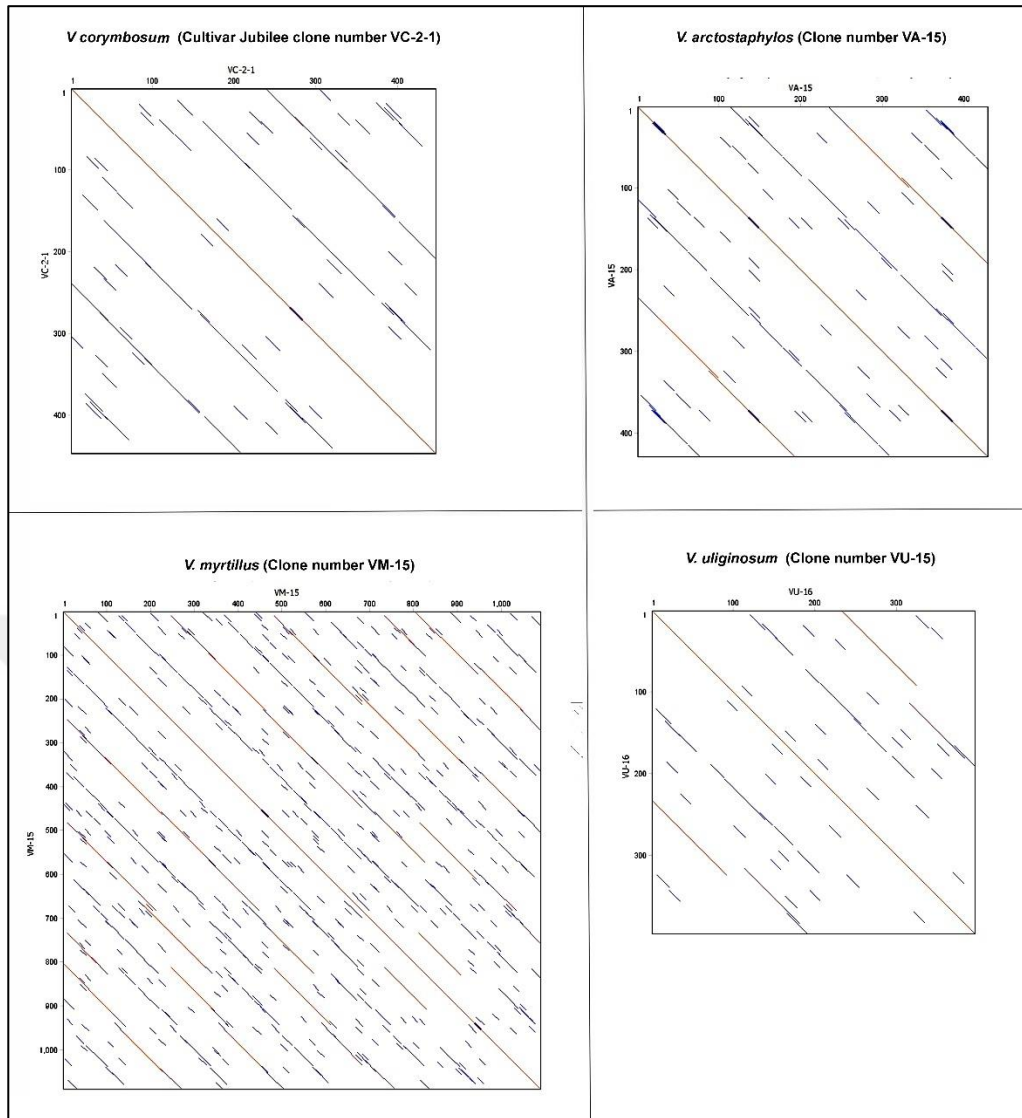 V corymbosum (Cultivar Jubilee clone number VC-2-1)
VC-2-1
1 100 200 300 400
1
100
200
300
400
VC-2-1
V. arctostaphylos (Clone number VA-15)
VA-15
1 100 200 300 400
1
100
200
300
400
VA-15
V. myrtillus (Clone number VM-15)
VM-15
1 100 200 300 400 500 600 700 800 900 1,000
1
100
200
300
400
500
600
700
800
900
1,000
VM-15
V. uliginosum (Clone number VU-15)
VU-16
1 100 200 300
1
100
200
300
VU-16